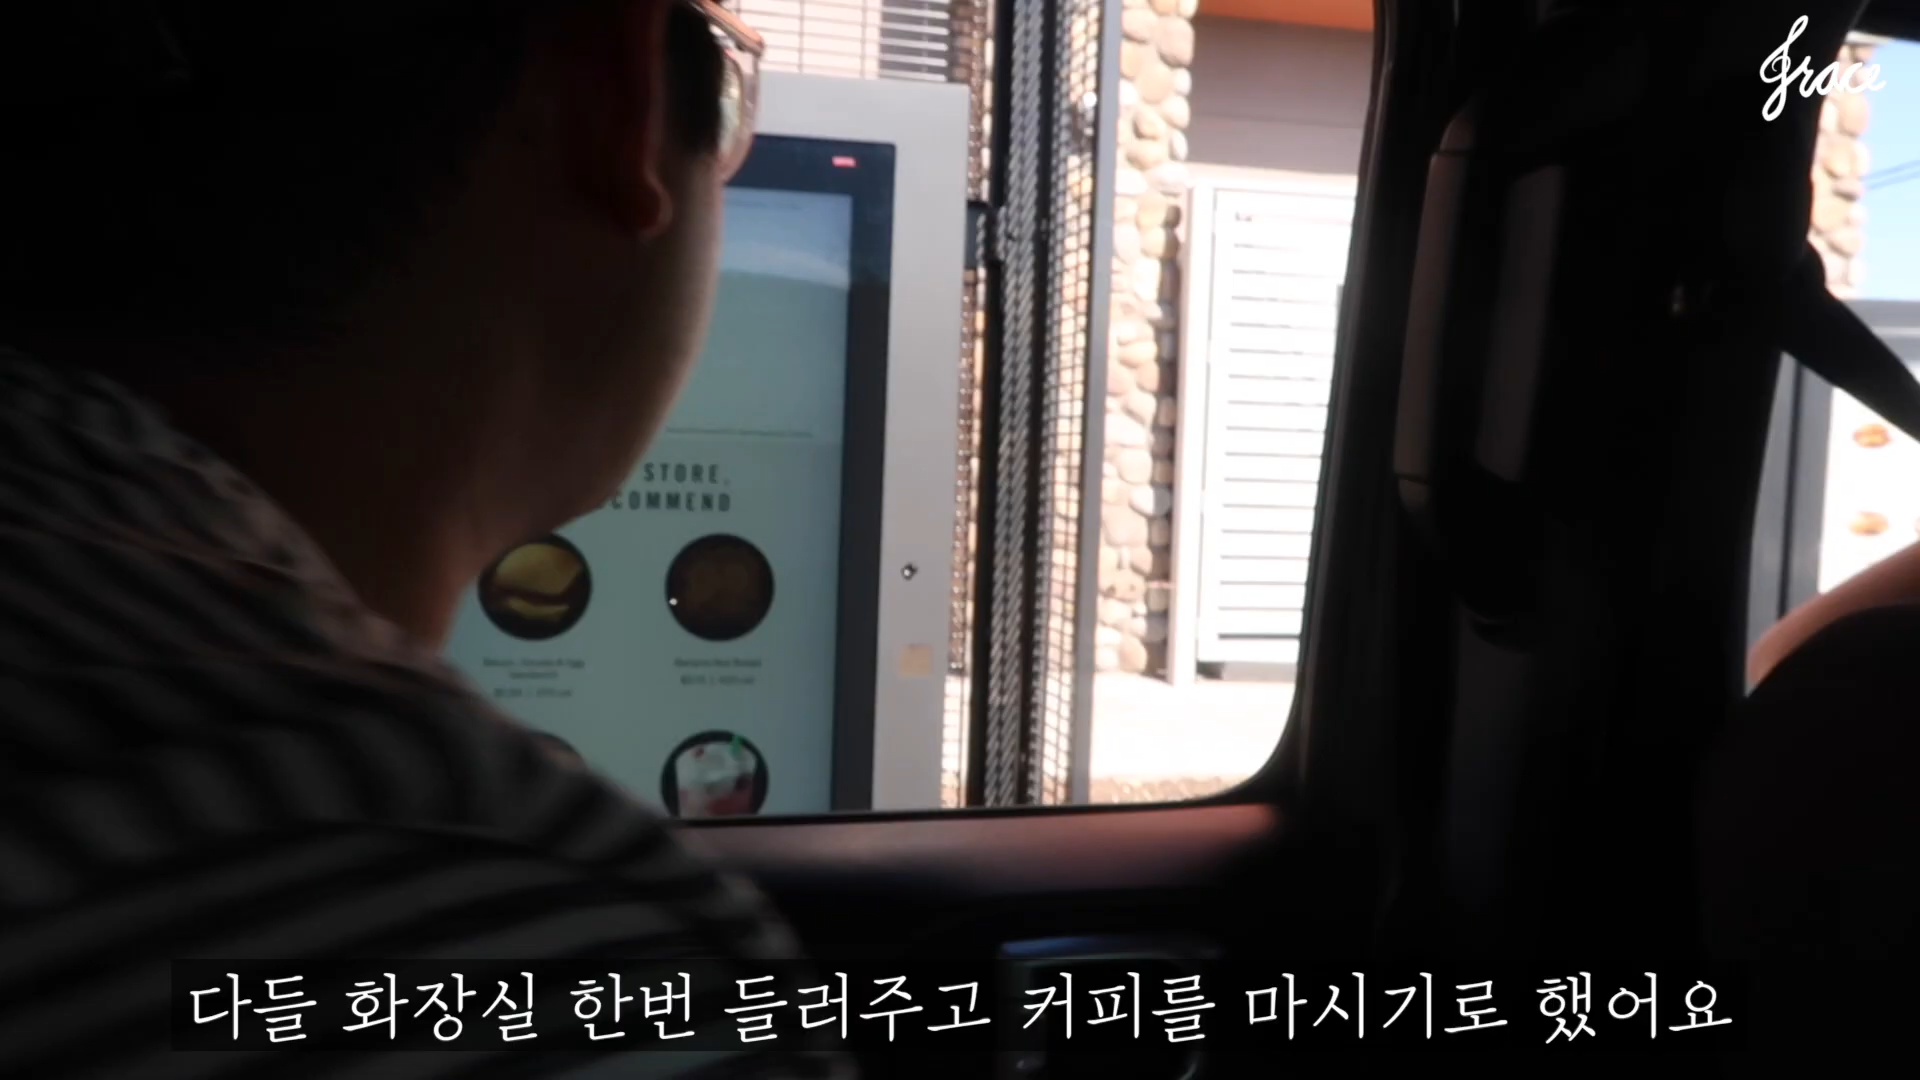 Grace
STORE,
COMMEND
다들 화장실 한번 들러주고 커피를 마시기로 했어요